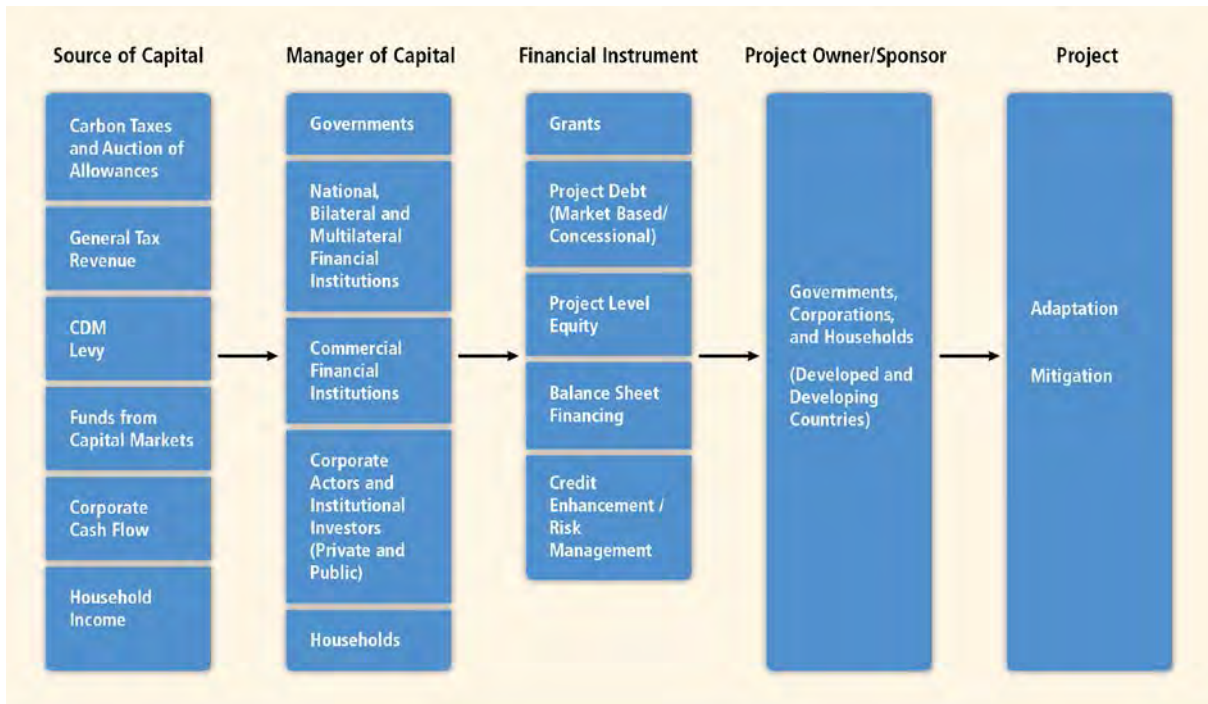 Source of Capital
Carbon Taxes
and Auction of
Allowances
General Tax
Revenue
CDM
Levy
Funds from
Capital Markets
Corporate
Cash Flow
Household
Income
Manager of Capital
Governments
National,
Bilateral and
Multilateral
Financial
Institutions
Commercial
Financial
Institutions
Corporate
Actors and
Institutional
Investors
(Private and
Public)
Households
Financial Instrument
Grants
Project Debt
(Market Based/
Concessional)
Project Level
Equity
Balance Sheet
Financing
Credit
Enhancement /
Risk
Management
Project Owner/Sponsor
Governments,
Corporations,
and Households
(Developed and
Developing
Countries)
Project
Adaptation
Mitigation